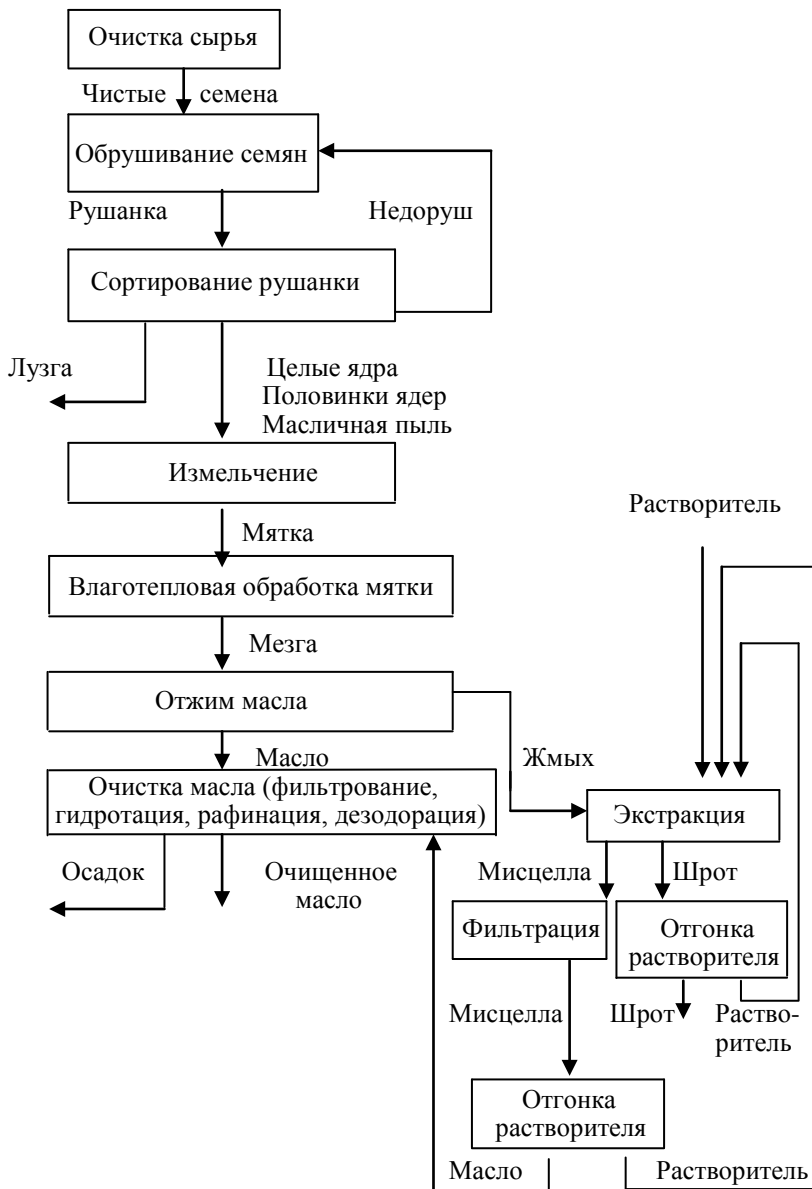 Очистка сырья
Чистые семена
Обрушивание семян
Рушанка
Недоруш
Сортирование рушанки
Лузга
Целые ядра
Половинки ядер
Масличная пыль
Измельчение
Растворитель
Мятка
Влаготепловая обработка мятки
Мезга
Отжим масла
Масло
Жмых
Очистка масла (фильтрование,
гидротация, рафинация, дезодорация)
Экстракция
Осадок
Очищенное
масло
Мисцелла
Шрот
Фильтрация
Отгонка
растворителя
Мисцелла
Шрот
Раство-
ритель
Отгонка
растворителя
Масло
Растворитель